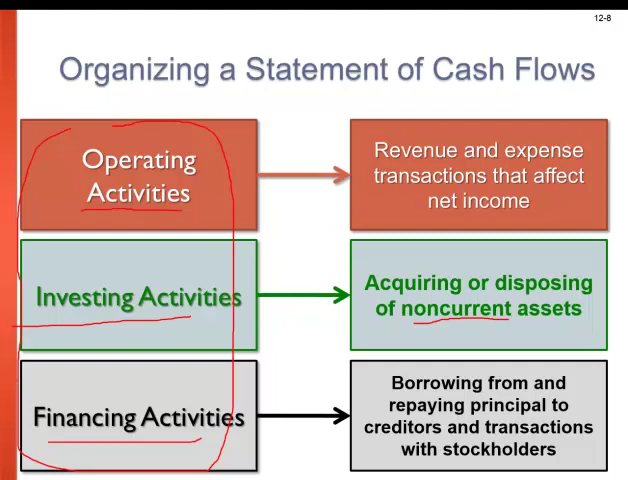 12-8
Organizing a Statement of Cash Flows
Operating
Activities
Revenue and expense
transactions that affect
net income
Investing Activities
Acquiring or disposing
of noncurrent assets
Financing Activities
Borrowing from and
repaying principal to
creditors and transactions
with stockholders